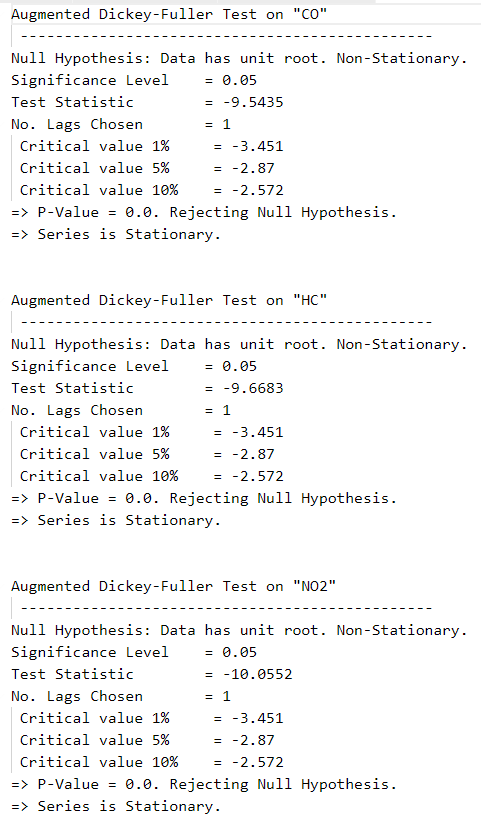 Augmented Dickey-Fuller Test on "CO"
-----------------------------------------------
Null Hypothesis: Data has unit root. Non-Stationary.
Significance Level    = 0.05
Test Statistic        = -9.5435
No. Lags Chosen       = 1
Critical value 1%     = -3.451
Critical value 5%     = -2.87
Critical value 10%    = -2.572
=> P-Value = 0.0. Rejecting Null Hypothesis.
=> Series is Stationary.
Augmented Dickey-Fuller Test on "HC"
-----------------------------------------------
Null Hypothesis: Data has unit root. Non-Stationary.
Significance Level    = 0.05
Test Statistic        = -9.6683
No. Lags Chosen       = 1
Critical value 1%     = -3.451
Critical value 5%     = -2.87
Critical value 10%    = -2.572
=> P-Value = 0.0. Rejecting Null Hypothesis.
=> Series is Stationary.
Augmented Dickey-Fuller Test on "NO2"
-----------------------------------------------
Null Hypothesis: Data has unit root. Non-Stationary.
Significance Level    = 0.05
Test Statistic        = -10.0552
No. Lags Chosen       = 1
Critical value 1%     = -3.451
Critical value 5%     = -2.87
Critical value 10%    = -2.572
=> P-Value = 0.0. Rejecting Null Hypothesis.
=> Series is Stationary.